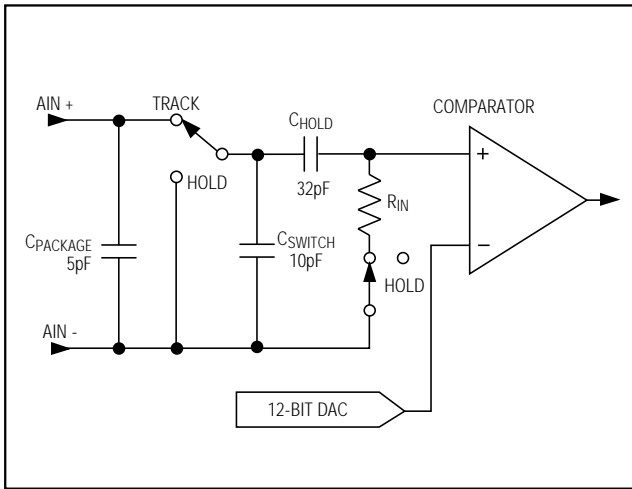 AIN +
TRACK
COMPARATOR
CHOLD
32pF
+
HOLD
RIN
CPACKAGE
5pF
CSWITCH
10pF
−
HOLD
AIN -
12-BIT DAC